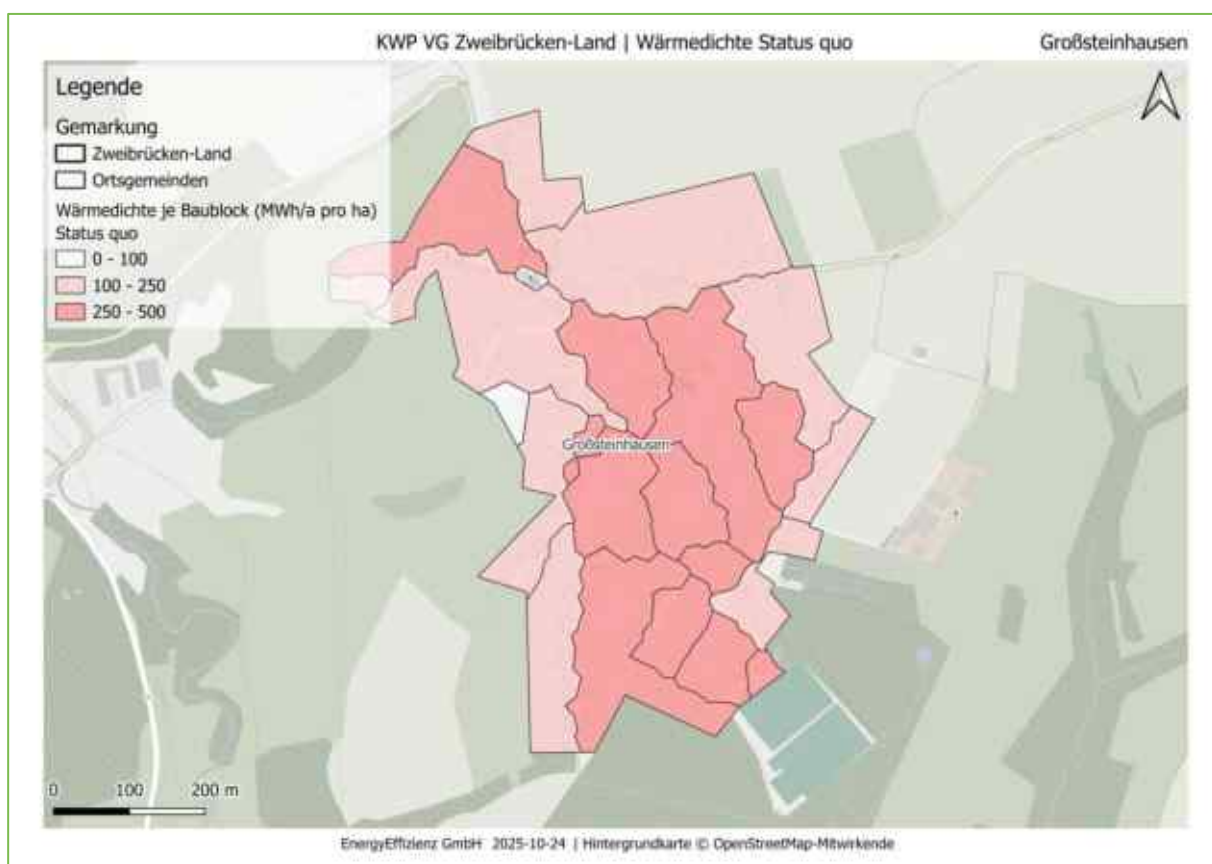 KWP VG Zweibrücken-Land | Wärmedichte Status quo
Großsteinhausen
Legende
Gemarkung
Zweibrücken-Land
Ortsgemeinden
Wärmedichte je Baublock (MWh/a pro ha)
Status quo
0 - 100
100 - 250
250 - 500
Großsteinhausen
0 100 200 m
EnergyEffizienz GmbH 2025-10-24 | Hintergrundkarte © OpenStreetMap-Mitwirkende